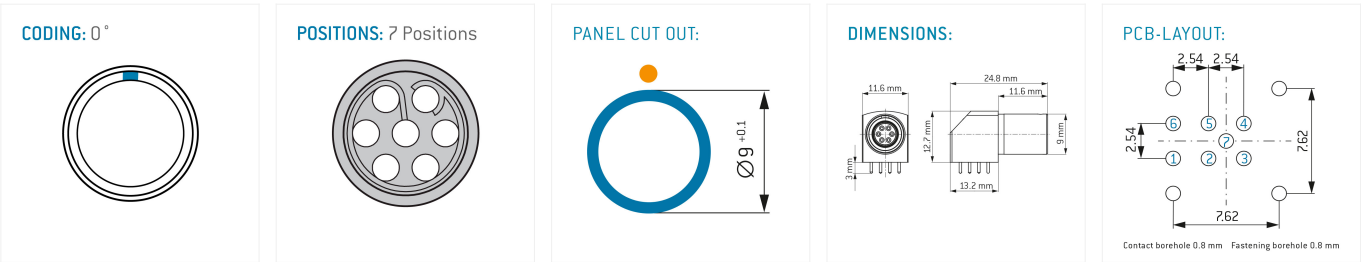 CODING: 0°
POSITIONS: 7 Positions
PANEL CUT OUT:
Ø 9 +0.1
DIMENSIONS:
24.8 mm
11.6 mm
11.6 mm
12.7 mm
9 mm
3 mm
13.2 mm
PCB-LAYOUT:
2.54 2.54
6 5 4
2.54
7
7.62
1 2 3
7.62
Contact borehole 0.8 mm Fastening borehole 0.8 mm